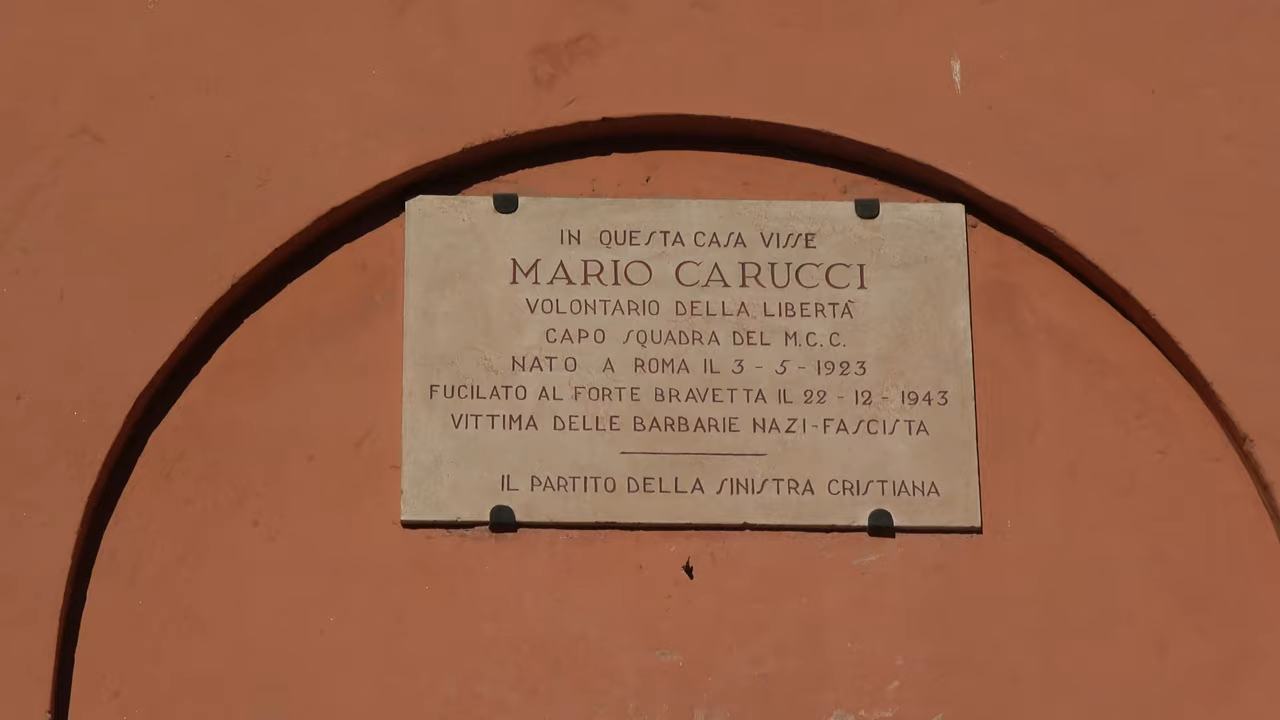 IN QUESTA CASA VISSE
MARIO CARUCCI
VOLONTARIO DELLA LIBERTÀ
CAPO SQUADRA DEL M.C.C.
NATO A ROMA IL 3 - 5 - 1923
FUCILATO AL FORTE BRAVETTA IL 22 - 12 - 1943
VITTIMA DELLE BARBARIE NAZI-FASCISTA
IL PARTITO DELLA SINISTRA CRISTIANA